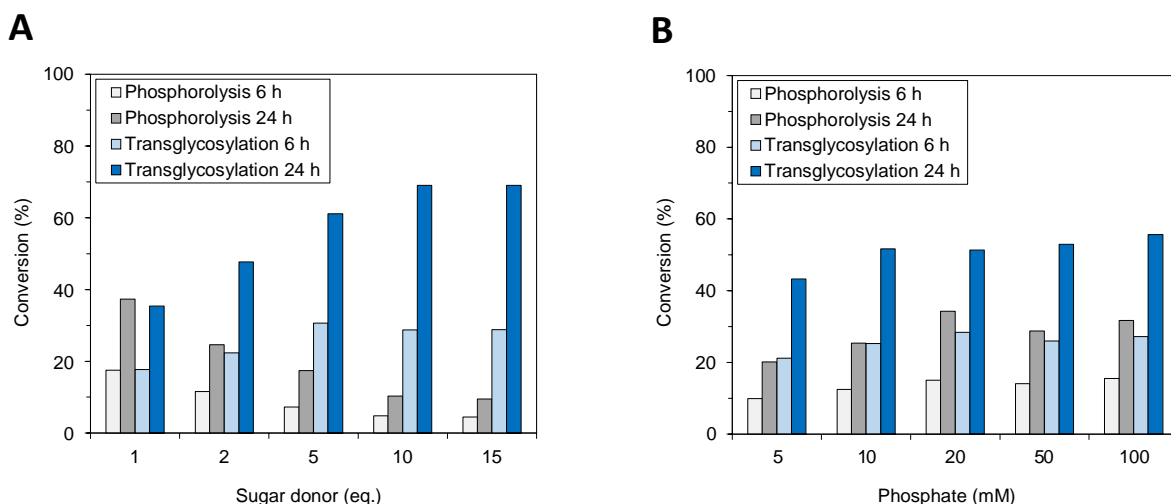 A
100
80
60
40
20
0
Conversion (%)
Phosphorolysis 6 h
Phosphorolysis 24 h
Transglycosylation 6 h
Transglycosylation 24 h
1 2 5 10 15
Sugar donor (eq.)
B
100
80
60
40
20
0
Conversion (%)
Phosphorolysis 6 h
Phosphorolysis 24 h
Transglycosylation 6 h
Transglycosylation 24 h
5 10 20 50 100
Phosphate (mM)